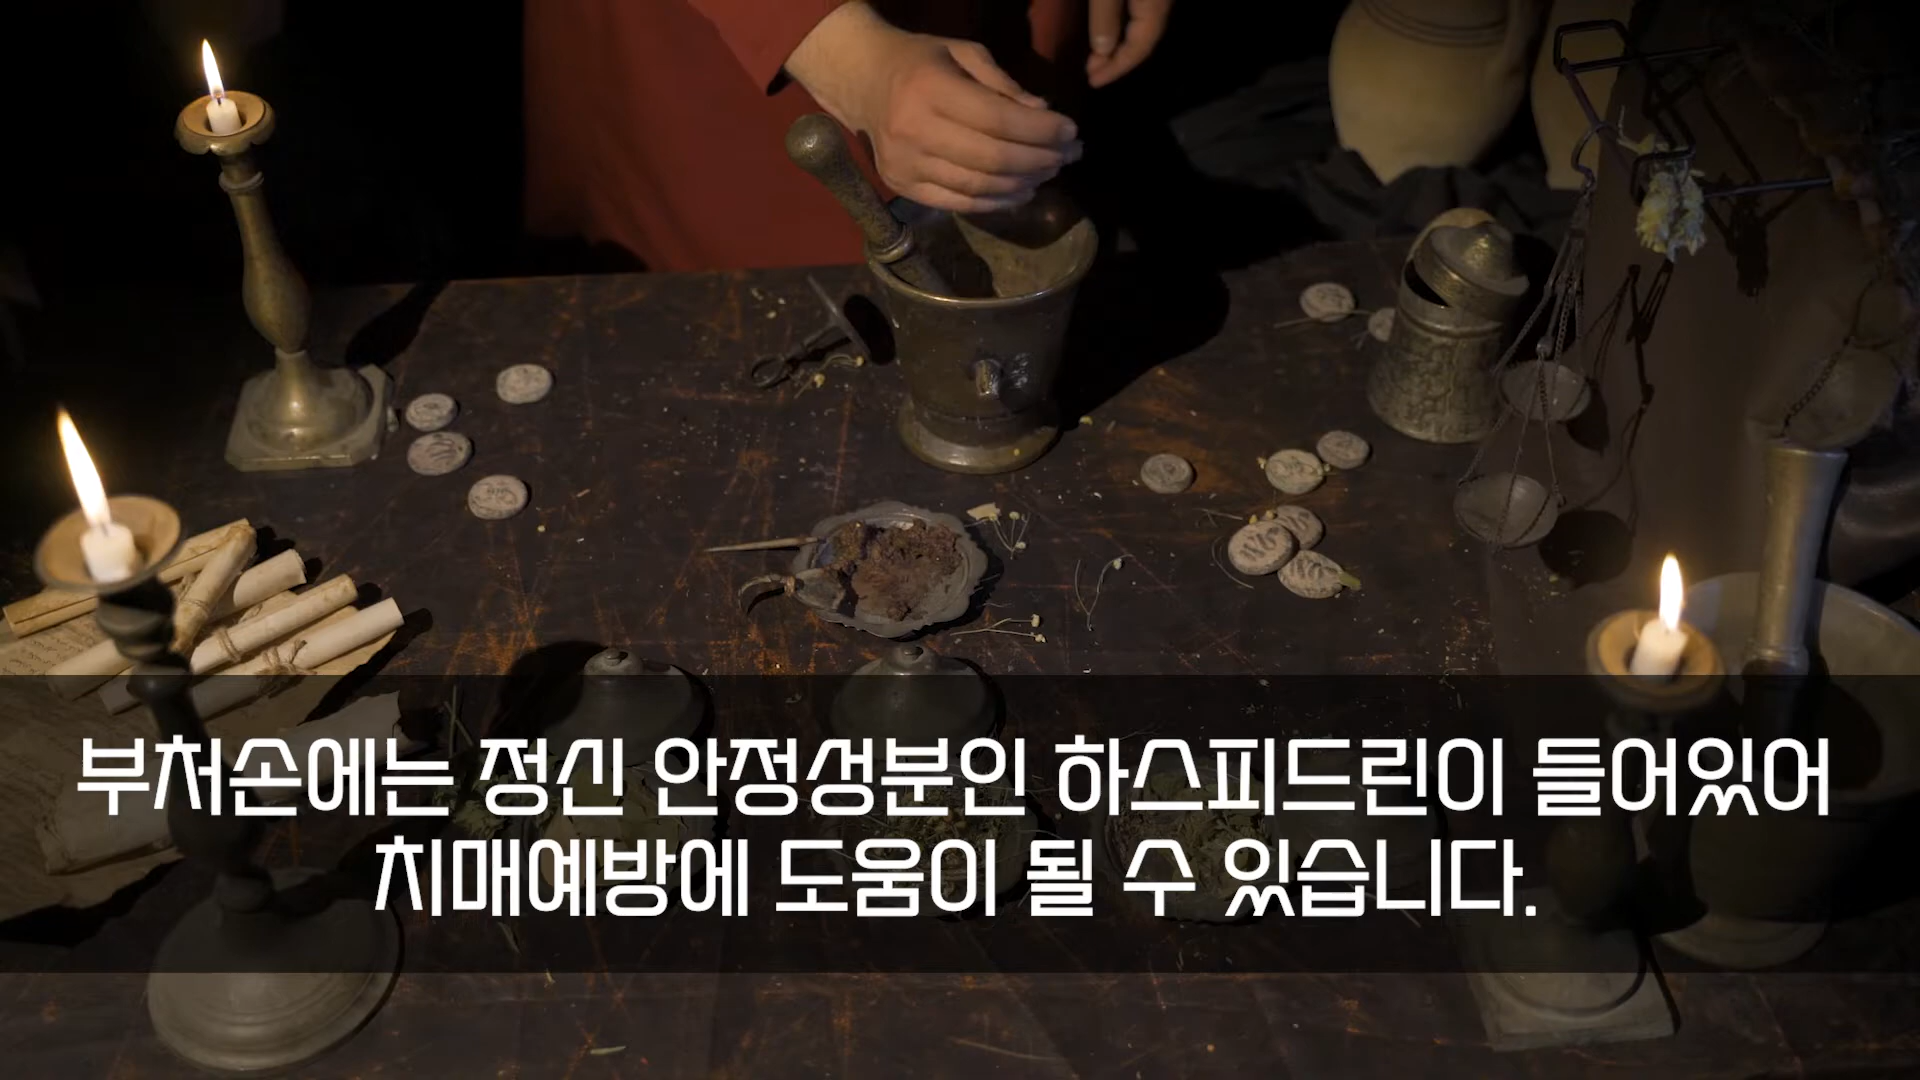 부처손에는 정신 안정성분인 하스피드린이 들어있어
치매예방에 도움이 될 수 있습니다.